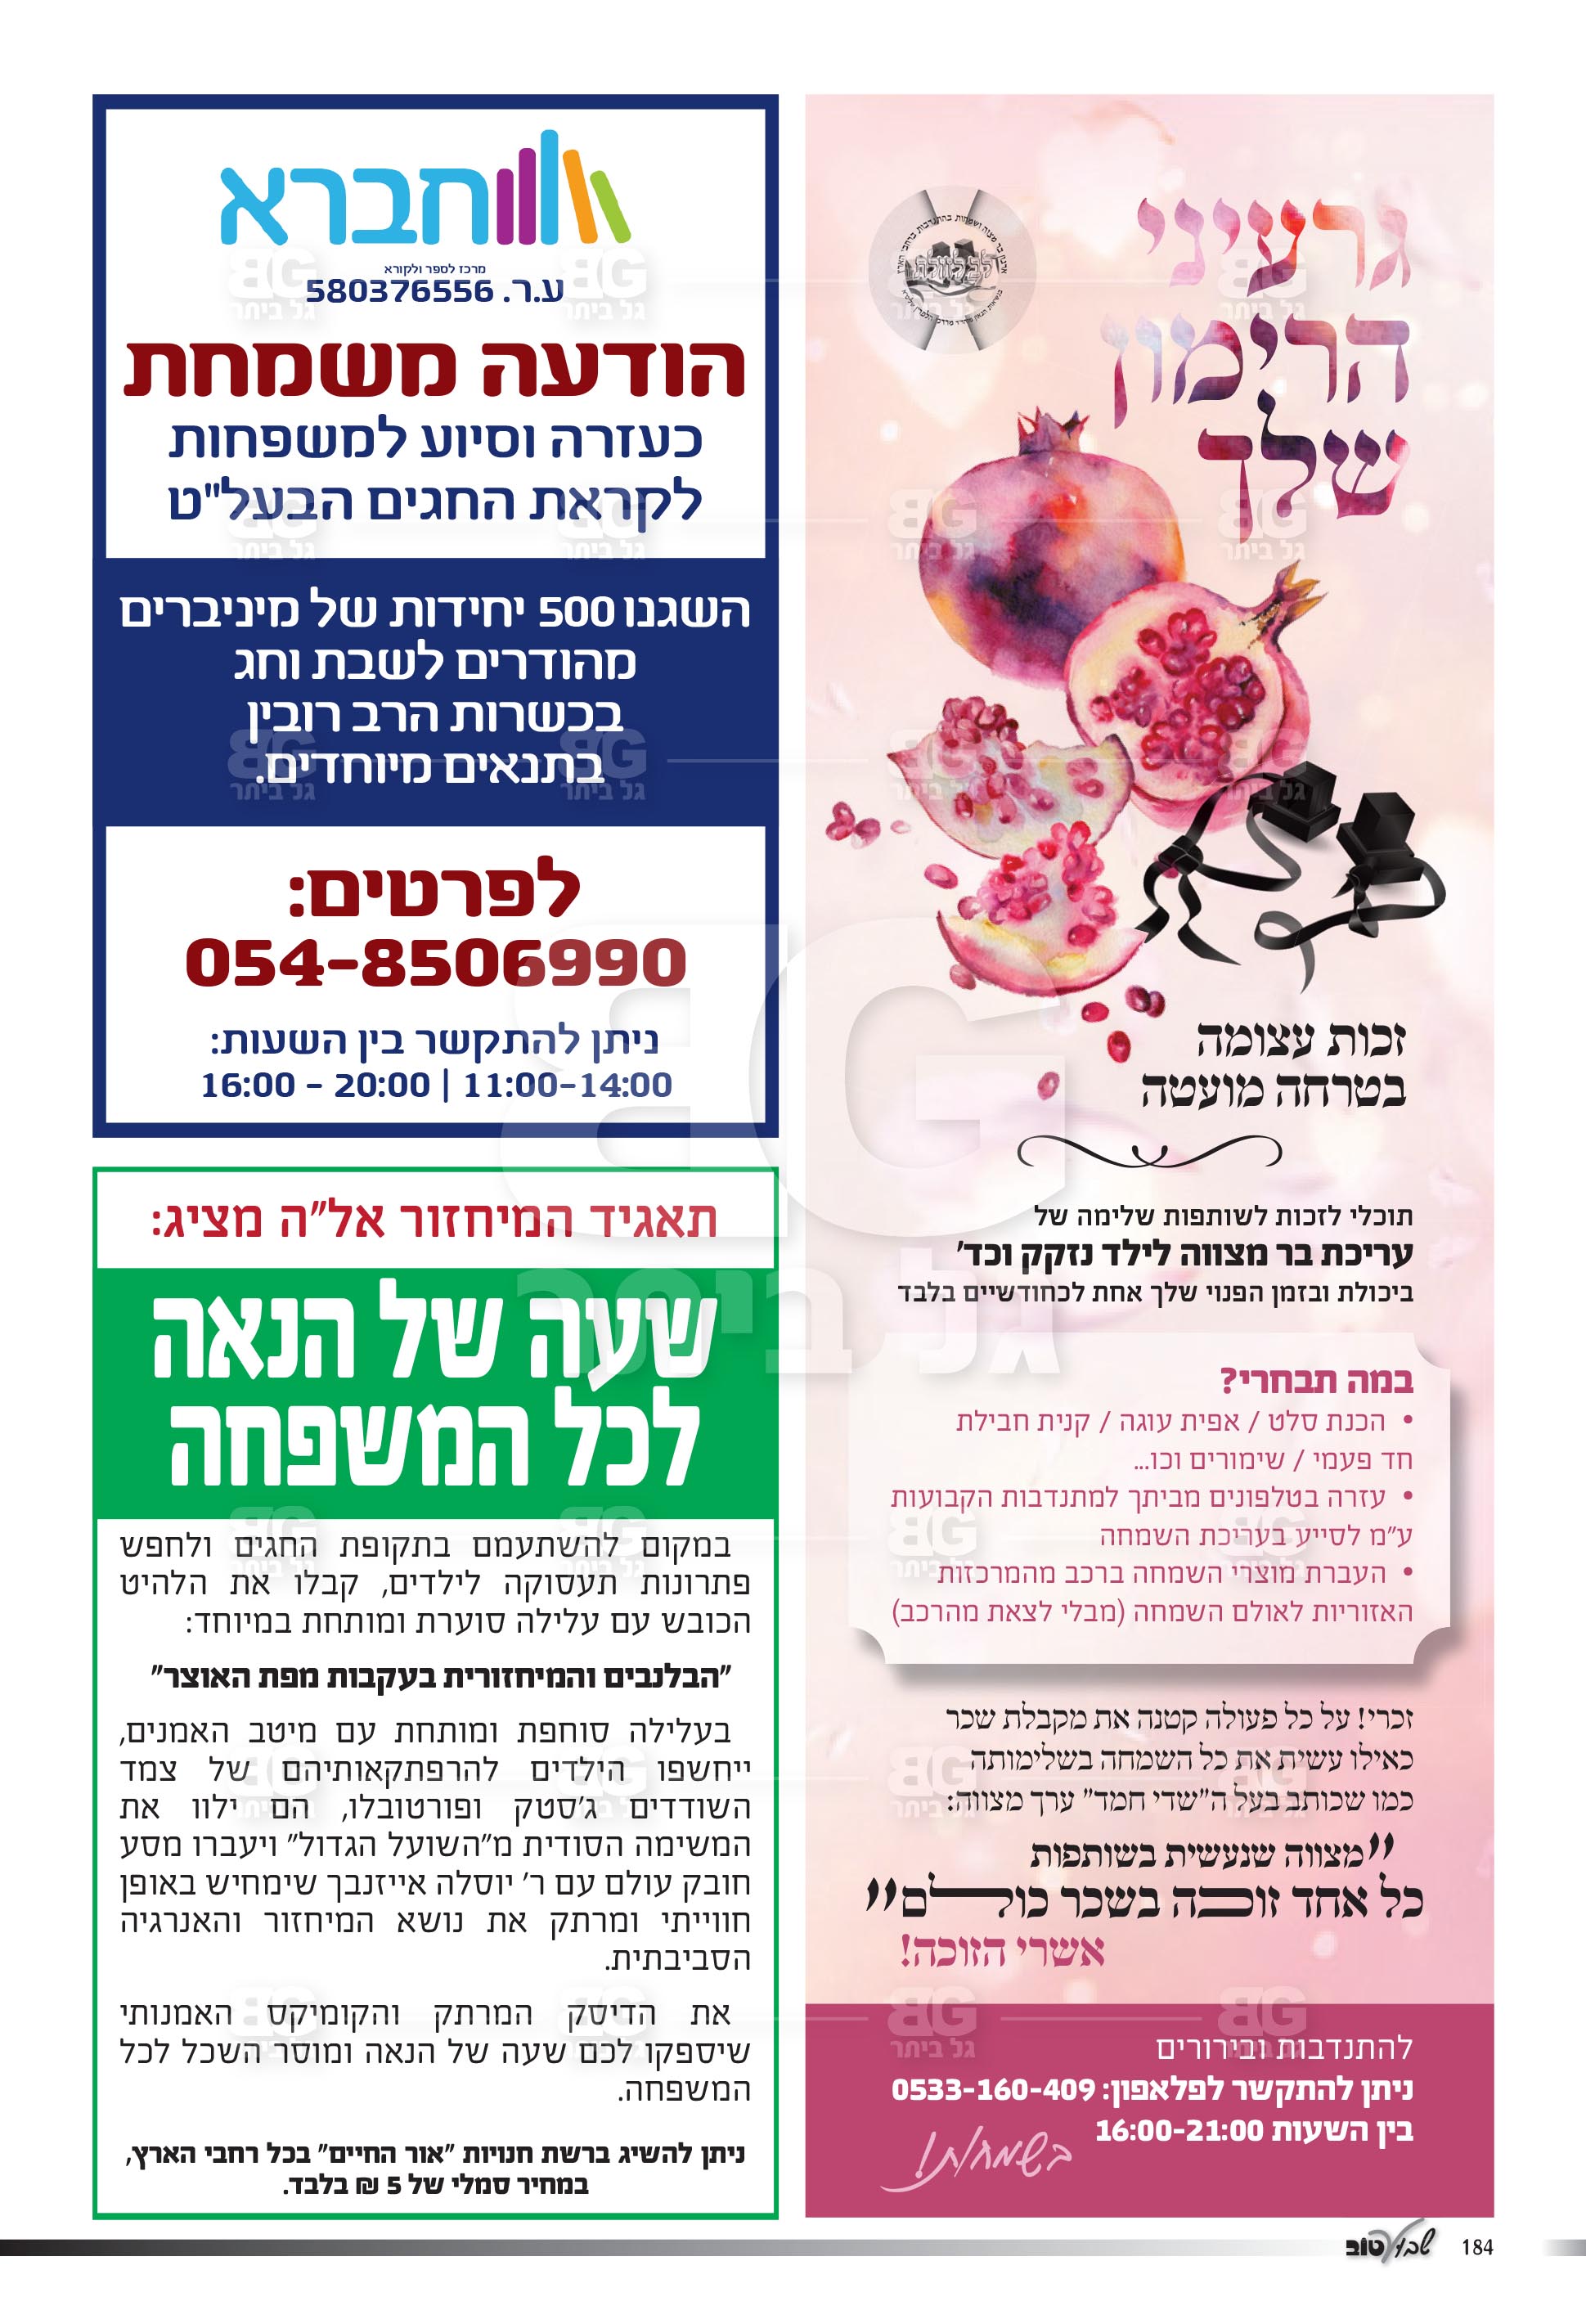 גרעיני
הרימון
שלך
זכות עצומה
בטרחה מועטה
תוכלי לזכות לשותפות שלימה של
עריכת בר מצווה לילד נזקק וכד'
ביכולת ובזמן הפנוי שלך אחת לכחודשיים בלבד
במה תבחרי?
• הכנת סלט / אפית עוגה / קנית חבילת
חד פעמי / שימורים וכו...
• עזרה בטלפונים מביתך למתנדבות הקבועות
ע"מ לסייע בעריכת השמחה
• העברת מוצרי השמחה ברכב מהמרכזות
האזוריות לאולם השמחה (מבלי לצאת מהרכב)
זכרי! על כל פעולה קטנה את מקבלת שכר
כאילו עשית את כל השמחה בשלימותה
כמו שכותב בעל ה"שדי חמד" ערך מצווה:
"מצווה שנעשית בשותפות
כל אחד זוכה בשכר כולם"
אשרי הזוכה!
להתנדבות ובירורים
ניתן להתקשר לפלאפון: 0533-160-409
בין השעות 16:00-21:00
בשמחות!
חברא
מרכז לספר ולקורא
ע.ר. 580376556
הודעה משמחת
כעזרה וסיוע למשפחות
לקראת החגים הבעל"ט
השגנו 500 יחידות של מיניברים
מהודרים לשבת וחג
בכשרות הרב רובין
בתנאים מיוחדים.
לפרטים:
054-8506990
ניתן להתקשר בין השעות:
11:00-14:00 | 16:00 - 20:00
תאגיד המיחזור אל"ה מציג:
שעה של הנאה
לכל המשפחה
במקום להשתעמם בתקופת החגים ולחפש
פתרונות תעסוקה לילדים, קבלו את הלהיט
הכובש עם עלילה סוערת ומותחת במיוחד:
"הבלנבים והמיחזורית בעקבות מפת האוצר"
בעלילה סוחפת ומותחת עם מיטב האמנים,
ייחשפו הילדים להרפתקאותיהם של צמד
השודדים ג'סטק ופורטובלו, הם ילוו את
המשימה הסודית מ"השועל הגדול" ויעברו מסע
חובק עולם עם ר' יוסלה אייזנבך שימחיש באופן
חווייתי ומרתק את נושא המיחזור והאנרגיה
הסביבתית.
את הדיסק המרתק והקומיקס האמנותי
שיספקו לכם שעה של הנאה ומוסר השכל לכל
המשפחה.
ניתן להשיג ברשת חנויות "אור החיים" בכל רחבי הארץ,
במחיר סמלי של 5 ₪ בלבד.
BG
גל ביתר
184 שבוע טוב